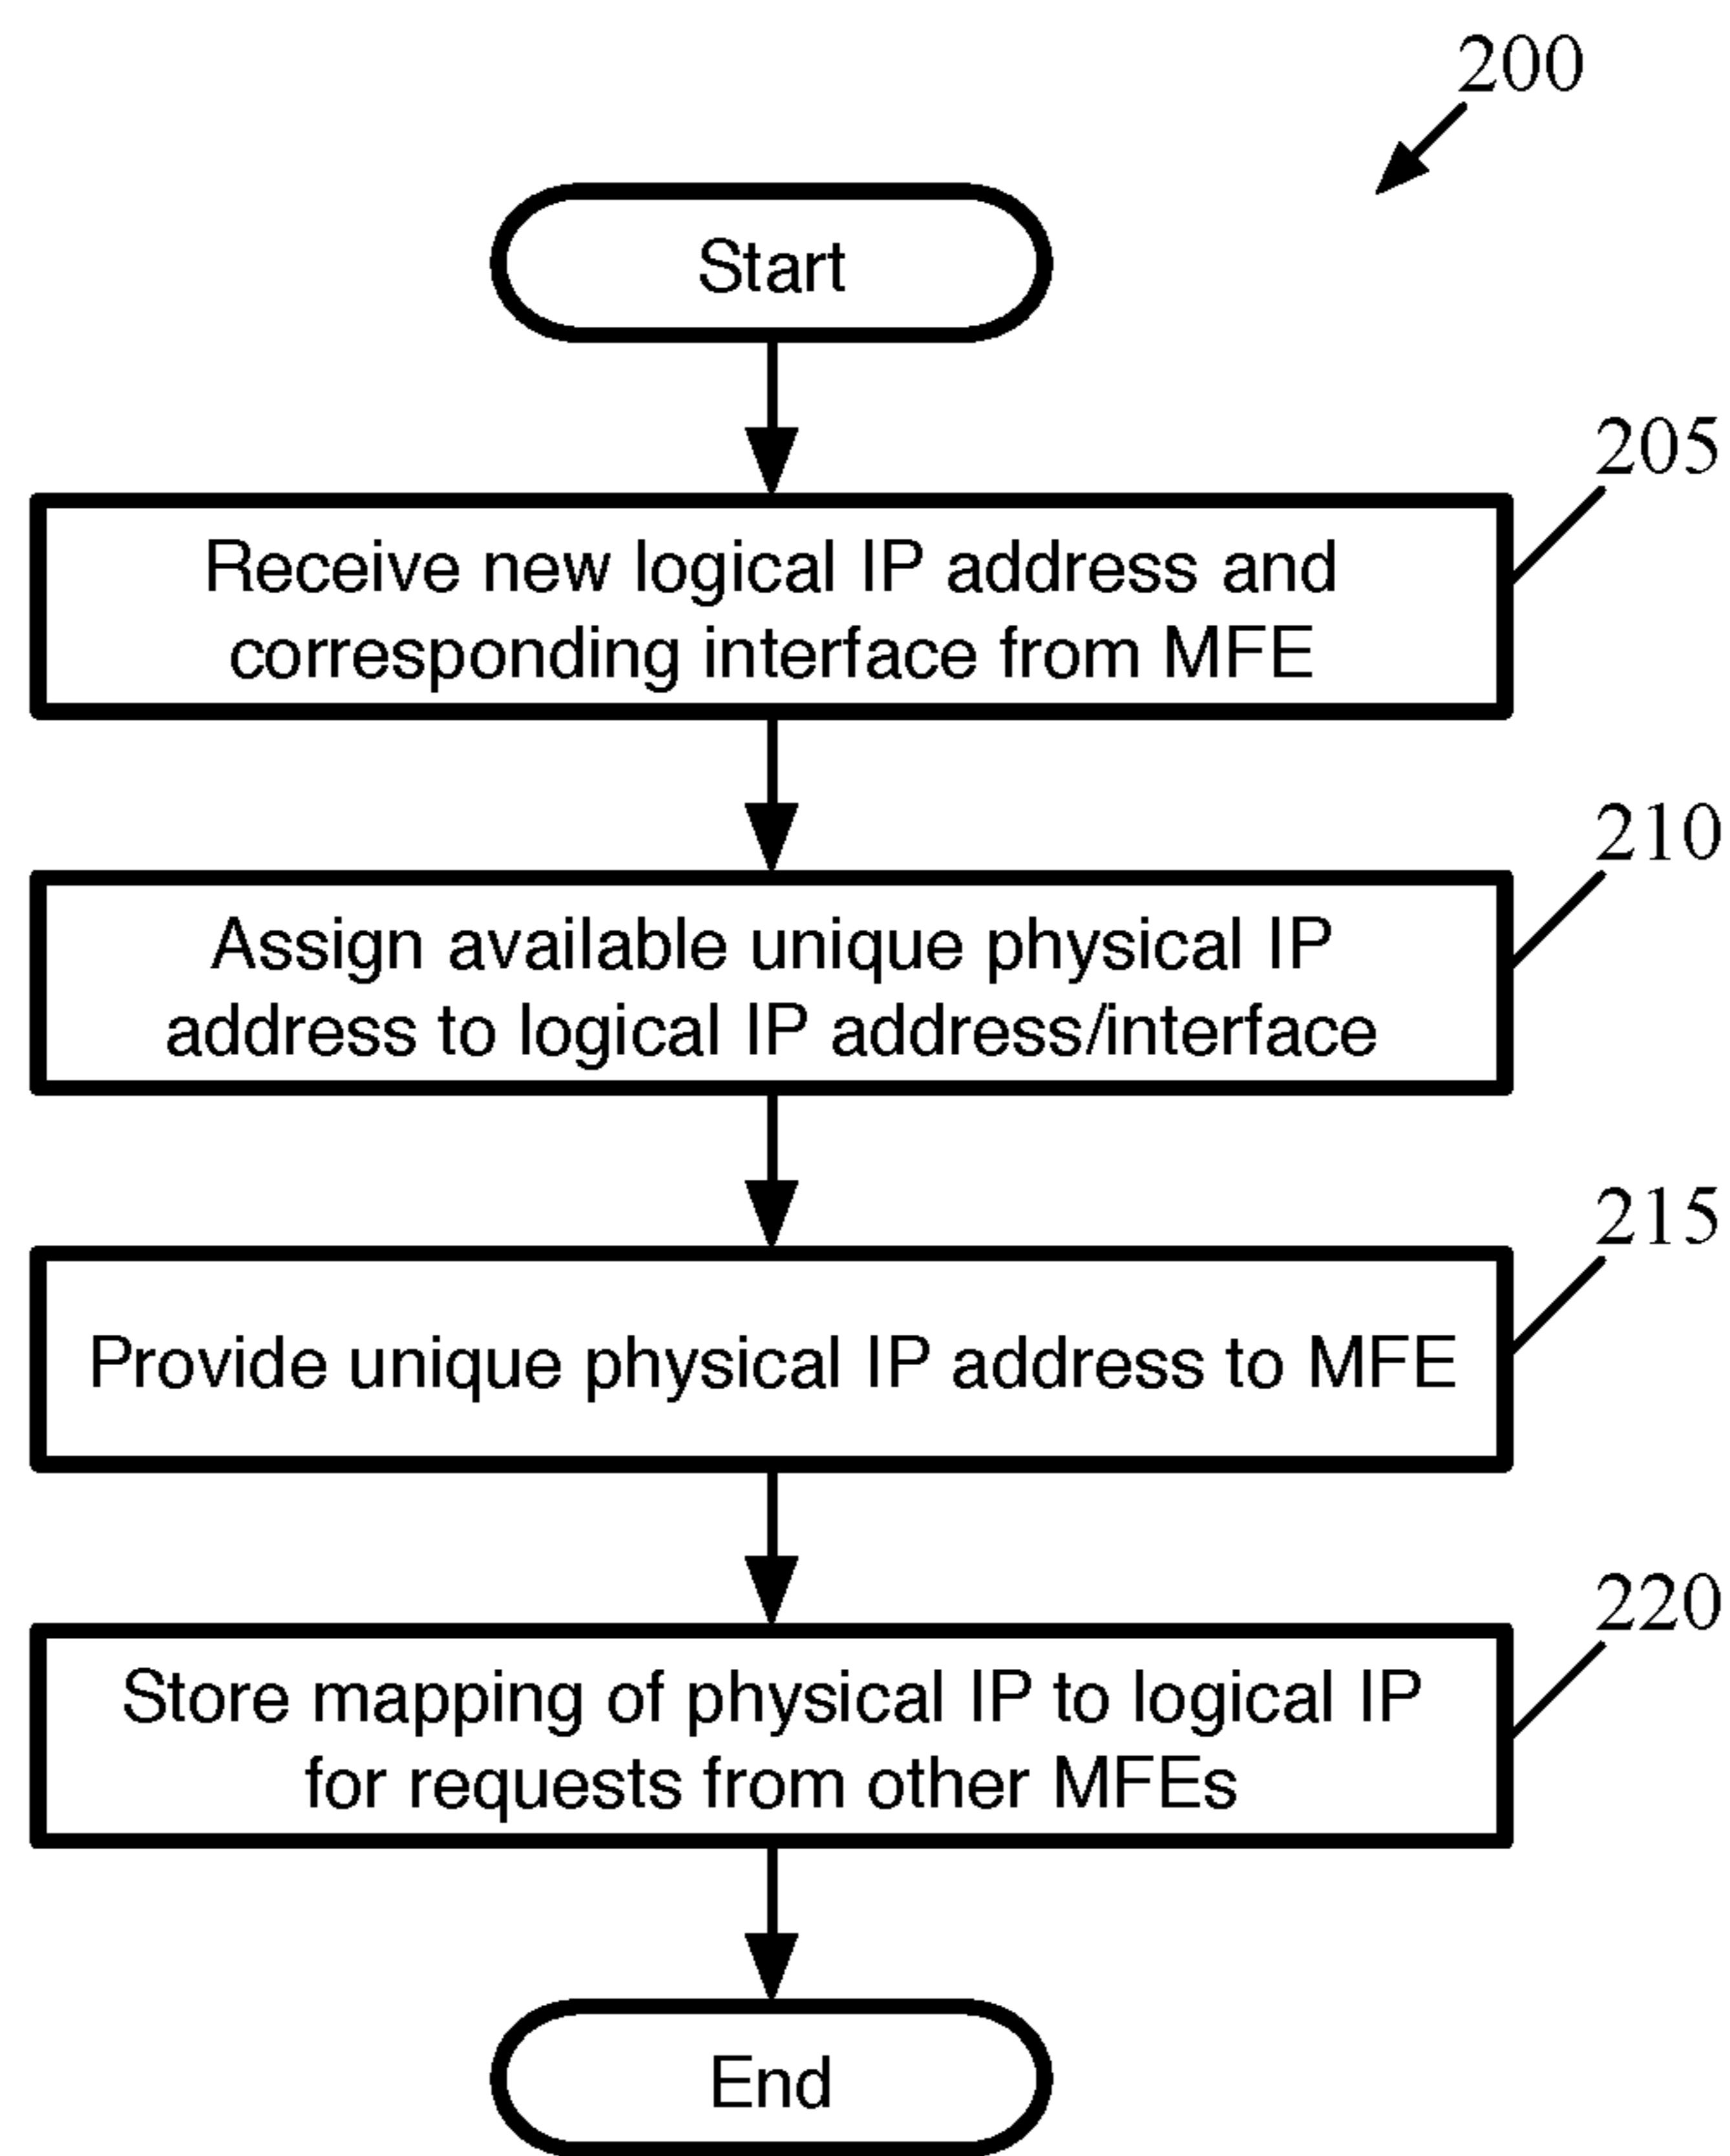 200
Start
205
Receive new logical IP address and
corresponding interface from MFE
210
Assign available unique physical IP
address to logical IP address/interface
215
Provide unique physical IP address to MFE
220
Store mapping of physical IP to logical IP
for requests from other MFEs
End